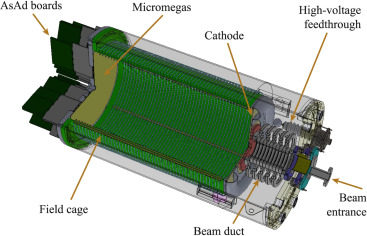 AsAd boards
Micromegas
High-voltage
feedthrough
Cathode
Field cage
Beam duct
Beam
entrance